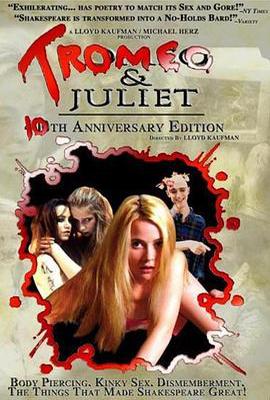 "EXHILARATING... HAS POETRY TO MATCH ITS SEX AND GORE!" —NY TIMES
"SHAKESPEARE IS TRANSFORMED INTO A NO-HOLDS BARD!" —VARIETY
A LLOYD KAUFMAN / MICHAEL HERZ
PRODUCTION
TROMEO
& JULIET
10TH ANNIVERSARY EDITION
DIRECTED BY LLOYD KAUFMAN
BODY PIERCING. KINKY SEX. DISMEMBERMENT.
THE THINGS THAT MADE SHAKESPEARE GREAT!